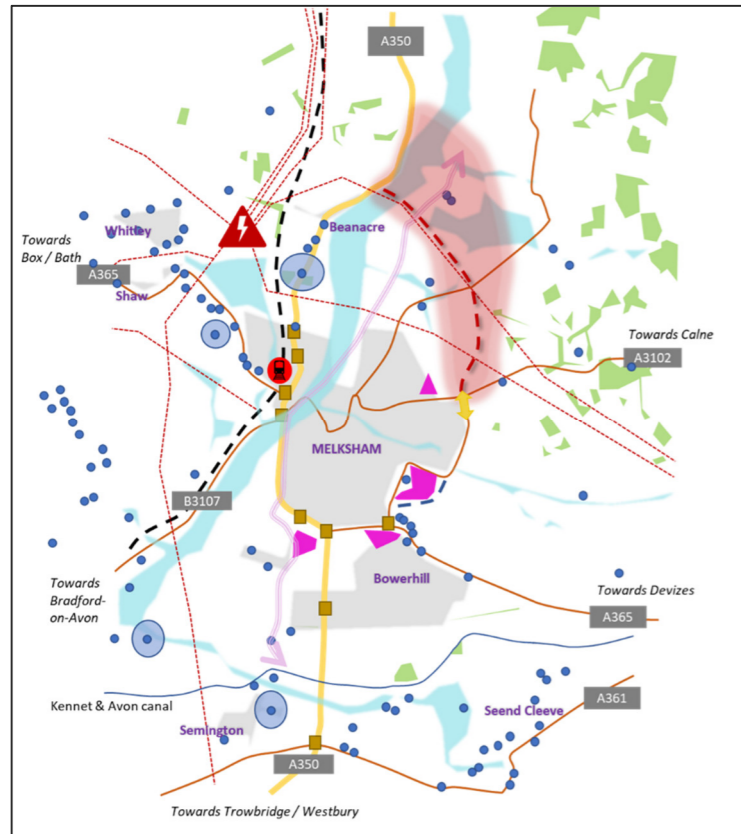 A350
Whitley
Beanacre
Towards
Box / Bath
A365
Shaw
Towards Calne
A3102
MELKSHAM
B3107
Bowerhill
Towards
Bradford-
on-Avon
Towards Devizes
A365
Kennet & Avon canal
Semington
Seend Cleeve
A361
A350
Towards Trowbridge / Westbury